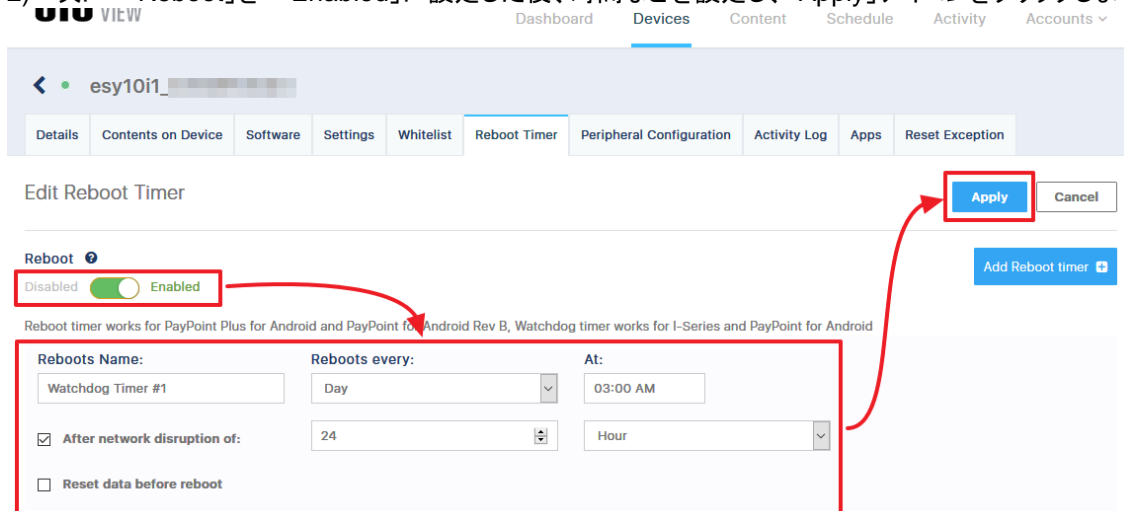 VIEW
Dashboard Devices Content Schedule Activity Accounts
esy10i1_
Details Contents on Device Software Settings Whitelist Reboot Timer Peripheral Configuration Activity Log Apps Reset Exception
Edit Reboot Timer
Apply Cancel
Reboot
Add Reboot timer
Disabled Enabled
Reboot timer works for PayPoint Plus for Android and PayPoint for Android Rev B, Watchdog timer works for I-Series and PayPoint for Android
Reboots Name: Reboots every: At:
Watchdog Timer #1 Day 03:00 AM
After network disruption of: 24 Hour
Reset data before reboot